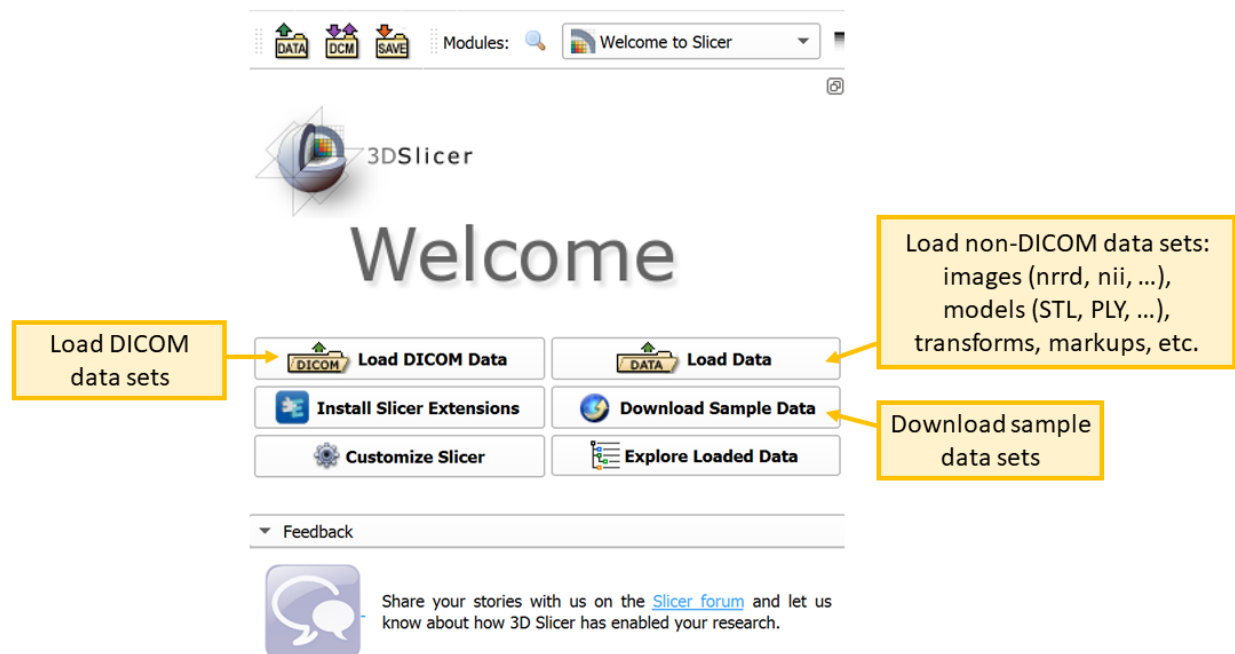 DATA DCM SAVE Modules: Welcome to Slicer
3DSlicer
Welcome
Load non-DICOM data sets:
images (nrrd, nii, ...),
models (STL, PLY, ...),
transforms, markups, etc.
Load DICOM
data sets
DICOM Load DICOM Data
DATA Load Data
Install Slicer Extensions
Download Sample Data
Customize Slicer
Explore Loaded Data
Download sample
data sets
Feedback
Share your stories with us on the Slicer forum and let us
know about how 3D Slicer has enabled your research.